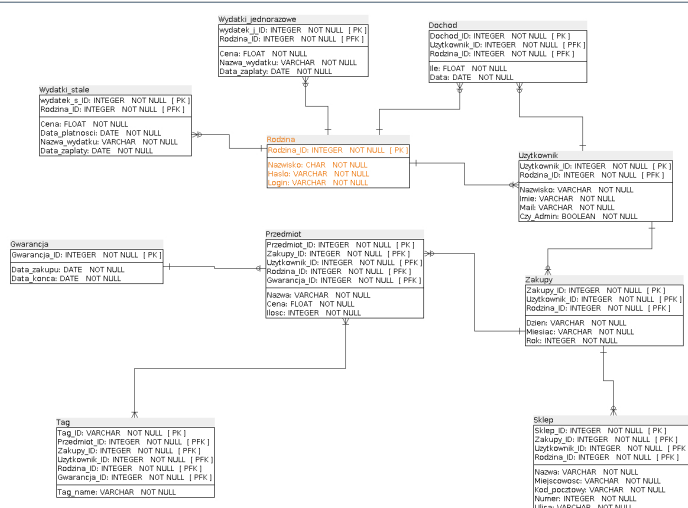 Wydatki_jednorazowe
wydatek_j_ID: INTEGER NOT NULL [ PK ]
Rodzina_ID: INTEGER NOT NULL [ PFK ]
Cena: FLOAT NOT NULL
Nazwa_wydatku: VARCHAR NOT NULL
Data_zaplaty: DATE NOT NULL
Dochod
Dochod_ID: INTEGER NOT NULL [ PK ]
Uzytkownik_ID: INTEGER NOT NULL [ PFK ]
Rodzina_ID: INTEGER NOT NULL [ PFK ]
Ile: FLOAT NOT NULL
Data: DATE NOT NULL
Wydatki_stale
wydatek_s_ID: INTEGER NOT NULL [ PK ]
Rodzina_ID: INTEGER NOT NULL [ PFK ]
Cena: FLOAT NOT NULL
Data_platnosci: DATE NOT NULL
Nazwa_wydatku: VARCHAR NOT NULL
Data_zaplaty: DATE NOT NULL
Rodzina
Rodzina_ID: INTEGER NOT NULL [ PK ]
Nazwisko: CHAR NOT NULL
Haslo: VARCHAR NOT NULL
Login: VARCHAR NOT NULL
Uzytkownik
Uzytkownik_ID: INTEGER NOT NULL [ PK ]
Rodzina_ID: INTEGER NOT NULL [ PFK ]
Nazwisko: VARCHAR NOT NULL
Imie: VARCHAR NOT NULL
Mail: VARCHAR NOT NULL
Czy_Admin: BOOLEAN NOT NULL
Gwarancja
Gwarancja_ID: INTEGER NOT NULL [ PK ]
Data_zakupu: DATE NOT NULL
Data_konca: DATE NOT NULL
Przedmiot
Przedmiot_ID: INTEGER NOT NULL [ PK ]
Zakupy_ID: INTEGER NOT NULL [ PFK ]
Uzytkownik_ID: INTEGER NOT NULL [ PFK ]
Rodzina_ID: INTEGER NOT NULL [ PFK ]
Gwarancja_ID: INTEGER NOT NULL [ PFK ]
Nazwa: VARCHAR NOT NULL
Cena: FLOAT NOT NULL
Ilosc: INTEGER NOT NULL
Zakupy
Zakupy_ID: INTEGER NOT NULL [ PK ]
Uzytkownik_ID: INTEGER NOT NULL [ PFK ]
Rodzina_ID: INTEGER NOT NULL [ PFK ]
Dzien: VARCHAR NOT NULL
Miesiac: VARCHAR NOT NULL
Rok: INTEGER NOT NULL
Tag
Tag_ID: VARCHAR NOT NULL [ PK ]
Przedmiot_ID: INTEGER NOT NULL [ PFK ]
Zakupy_ID: INTEGER NOT NULL [ PFK ]
Uzytkownik_ID: INTEGER NOT NULL [ PFK ]
Rodzina_ID: INTEGER NOT NULL [ PFK ]
Gwarancja_ID: INTEGER NOT NULL [ PFK ]
Tag_name: VARCHAR NOT NULL
Sklep
Sklep_ID: INTEGER NOT NULL [ PK ]
Zakupy_ID: INTEGER NOT NULL [ PFK ]
Uzytkownik_ID: INTEGER NOT NULL [ PFK
Rodzina_ID: INTEGER NOT NULL [ PFK ]
Nazwa: VARCHAR NOT NULL
Miejscowosc: VARCHAR NOT NULL
Kod_pocztowy: VARCHAR NOT NULL
Numer: INTEGER NOT NULL
Ulica: VARCHAR NOT NULL